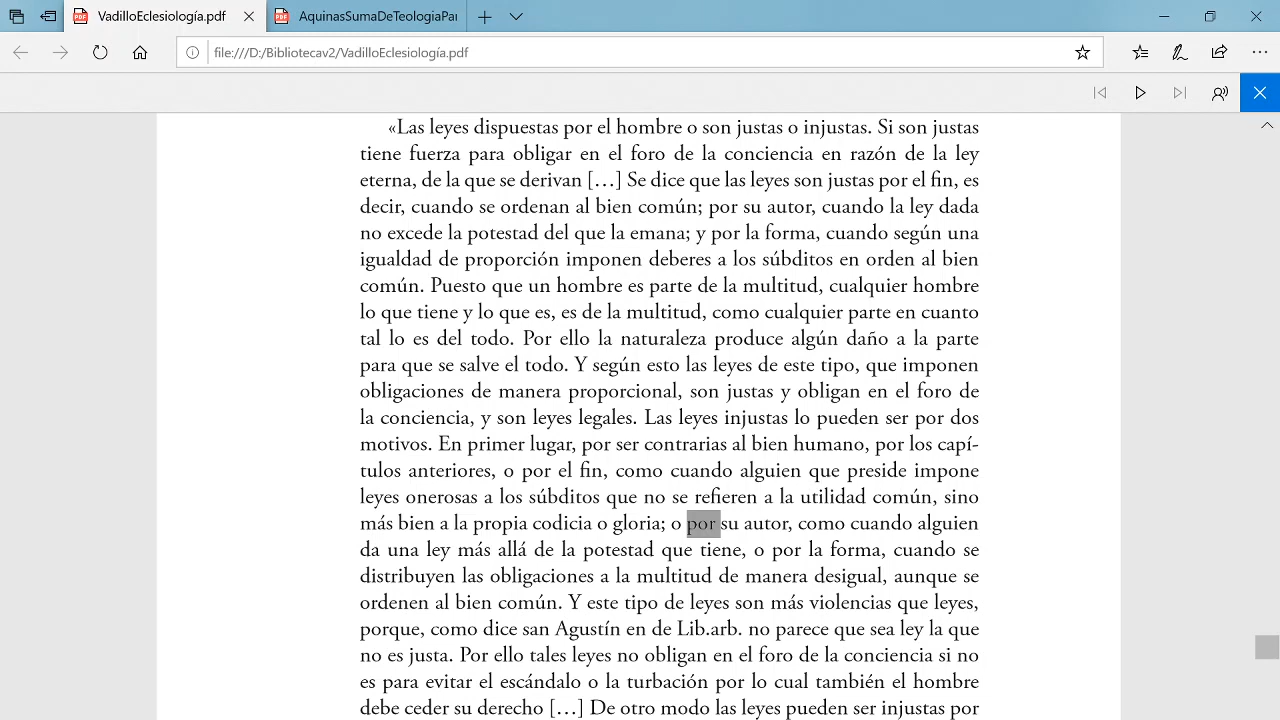 VadilloEclesiología.pdf
AquinasSumaDeTeologiaPar
file:///D:/Bibliotecav2/VadilloEclesiología.pdf
«Las leyes dispuestas por el hombre o son justas o injustas. Si son justas
tiene fuerza para obligar en el foro de la conciencia en razón de la ley
eterna, de la que se derivan […] Se dice que las leyes son justas por el fin, es
decir, cuando se ordenan al bien común; por su autor, cuando la ley dada
no excede la potestad del que la emana; y por la forma, cuando según una
igualdad de proporción imponen deberes a los súbditos en orden al bien
común. Puesto que un hombre es parte de la multitud, cualquier hombre
lo que tiene y lo que es, es de la multitud, como cualquier parte en cuanto
tal lo es del todo. Por ello la naturaleza produce algún daño a la parte
para que se salve el todo. Y según esto las leyes de este tipo, que imponen
obligaciones de manera proporcional, son justas y obligan en el foro de
la conciencia, y son leyes legales. Las leyes injustas lo pueden ser por dos
motivos. En primer lugar, por ser contrarias al bien humano, por los capí-
tulos anteriores, o por el fin, como cuando alguien que preside impone
leyes onerosas a los súbditos que no se refieren a la utilidad común, sino
más bien a la propia codicia o gloria; o por su autor, como cuando alguien
da una ley más allá de la potestad que tiene, o por la forma, cuando se
distribuyen las obligaciones a la multitud de manera desigual, aunque se
ordenen al bien común. Y este tipo de leyes son más violencias que leyes,
porque, como dice san Agustín en de Lib.arb. no parece que sea ley la que
no es justa. Por ello tales leyes no obligan en el foro de la conciencia si no
es para evitar el escándalo o la turbación por lo cual también el hombre
debe ceder su derecho […] De otro modo las leyes pueden ser injustas por